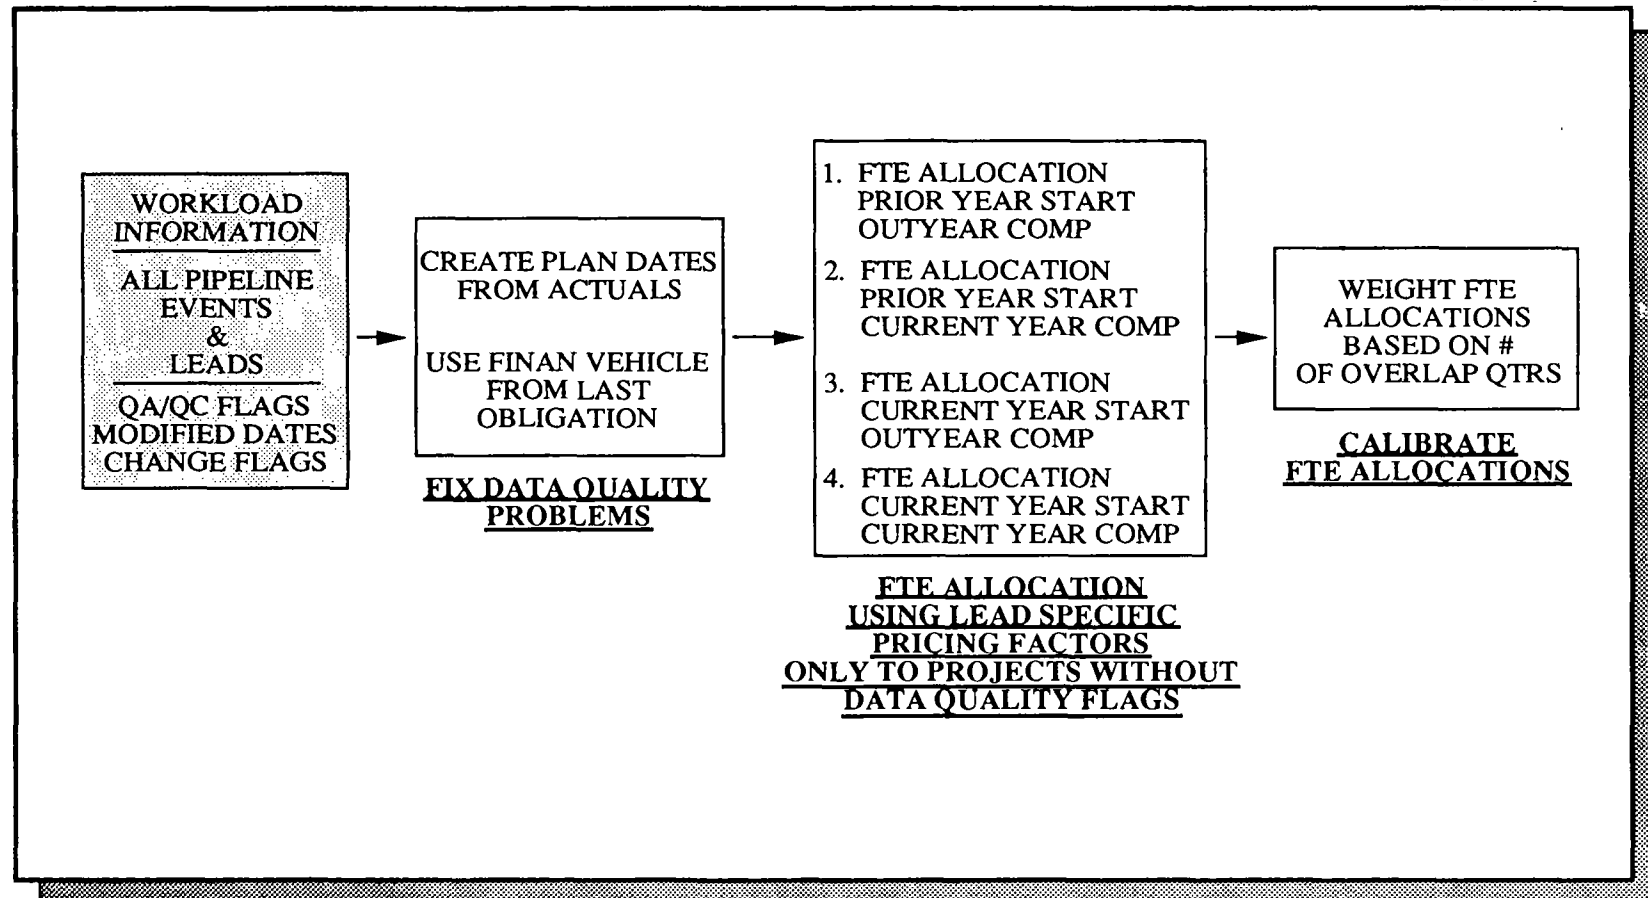 WORKLOAD
INFORMATION
ALL PIPELINE
EVENTS
&
LEADS
QA/QC FLAGS
MODIFIED DATES
CHANGE FLAGS
CREATE PLAN DATES
FROM ACTUALS
USE FINAN VEHICLE
FROM LAST
OBLIGATION
FIX DATA QUALITY
PROBLEMS
1. FTE ALLOCATION
PRIOR YEAR START
OUTYEAR COMP
2. FTE ALLOCATION
PRIOR YEAR START
CURRENT YEAR COMP
3. FTE ALLOCATION
CURRENT YEAR START
OUTYEAR COMP
4. FTE ALLOCATION
CURRENT YEAR START
CURRENT YEAR COMP
FTE ALLOCATION
USING LEAD SPECIFIC
PRICING FACTORS
ONLY TO PROJECTS WITHOUT
DATA QUALITY FLAGS
WEIGHT FTE
ALLOCATIONS
BASED ON #
OF OVERLAP QTRS
CALIBRATE
FTE ALLOCATIONS